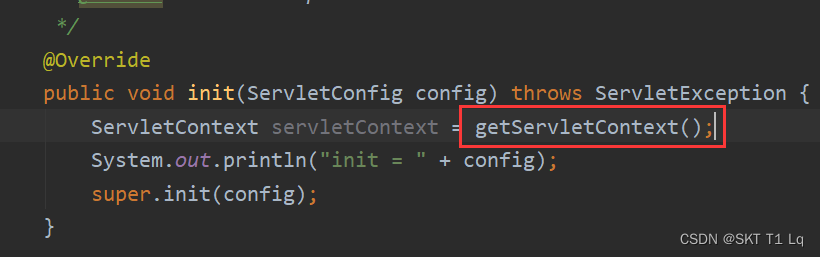 */
@Override
public void init(ServletConfig config) throws ServletException {
ServletContext servletContext = getServletContext();
System.out.println("init = " + config);
super.init(config);
}
CSDN @SKT T1 Lq